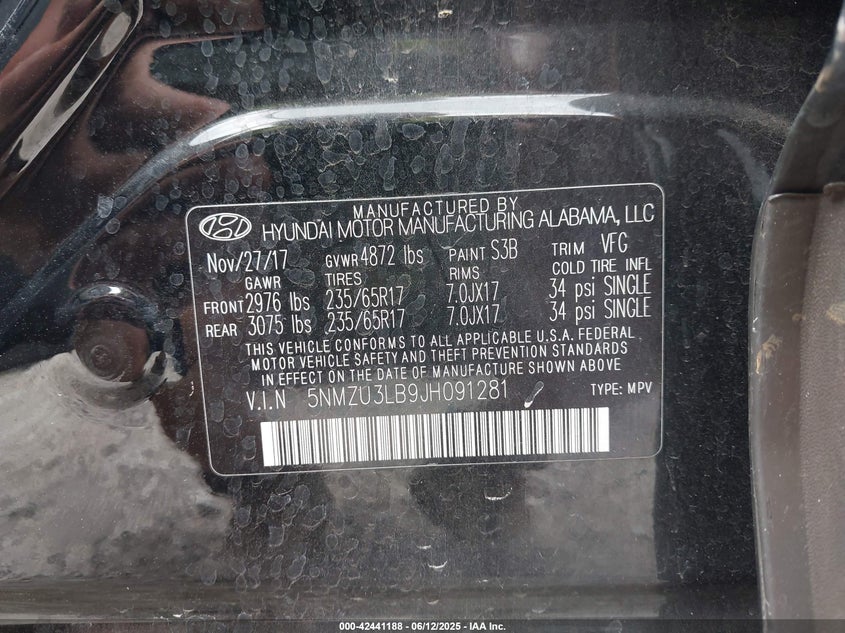 MANUFACTURED BY
HYUNDAI MOTOR MANUFACTURING ALABAMA, LLC
Nov/27/17 GVWR 4872 lbs PAINT S3B TRIM VFG
GAWR TIRES RIMS COLD TIRE INFL
FRONT 2976 lbs 235/65R17 7.0JX17 34 psi SINGLE
REAR 3075 lbs 235/65R17 7.0JX17 34 psi SINGLE
THIS VEHICLE CONFORMS TO ALL APPLICABLE U.S.A. FEDERAL
MOTOR VEHICLE SAFETY AND THEFT PREVENTION STANDARDS
IN EFFECT ON THE DATE OF MANUFACTURE SHOWN ABOVE
V.I.N 5NMZU3LB9JH091281 TYPE: MPV
000-42441188 - 06/12/2025 - IAA Inc.